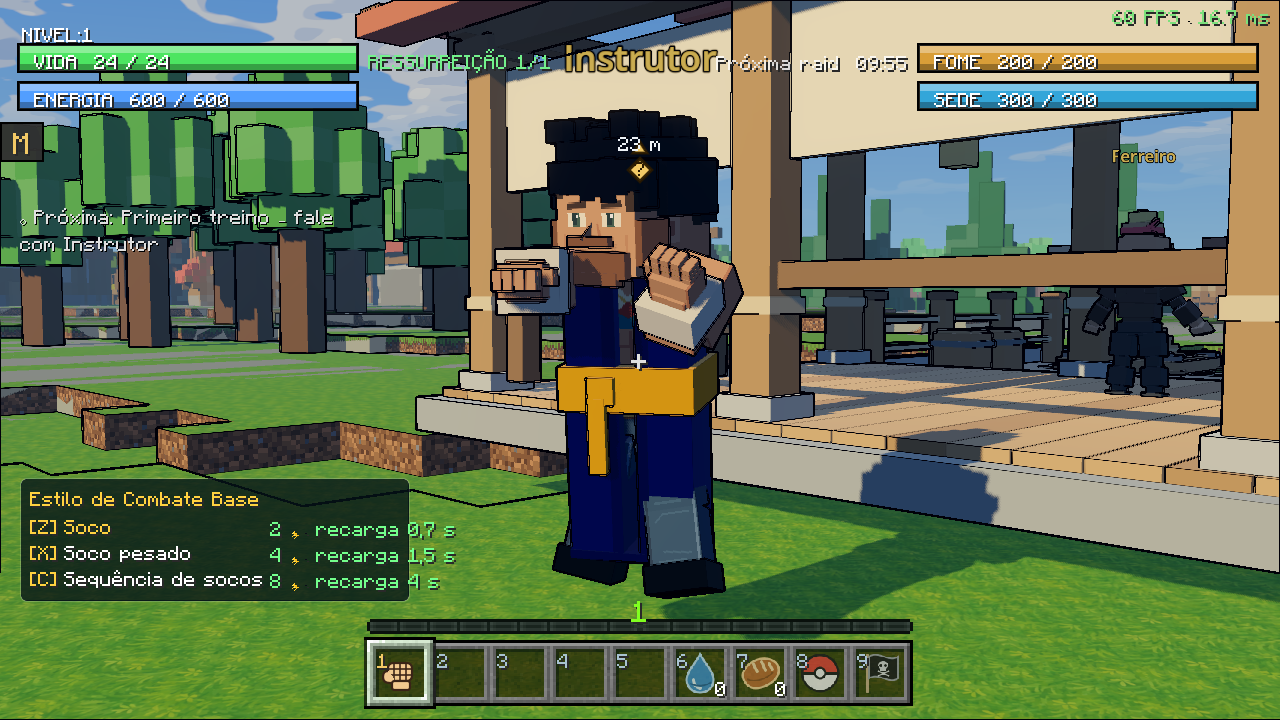 60 FPS · 16.7 ms
NIVEL:1
VIDA 24 / 24
RESSURREIÇÃO 1/1
Instrutor
Próxima raid 09:55
FOME 200 / 200
ENERGIA 600 / 600
SEDE 300 / 300
M
23 m
Ferreiro
Próxima: Primeiro treino - fale
com Instrutor
Estilo de Combate Base
[Z] Soco 2 recarga 0,7 s
[X] Soco pesado 4 recarga 1,5 s
[C] Sequência de socos 8 recarga 4 s
1
1 2 3 4 5 6 7 8 9
0 0